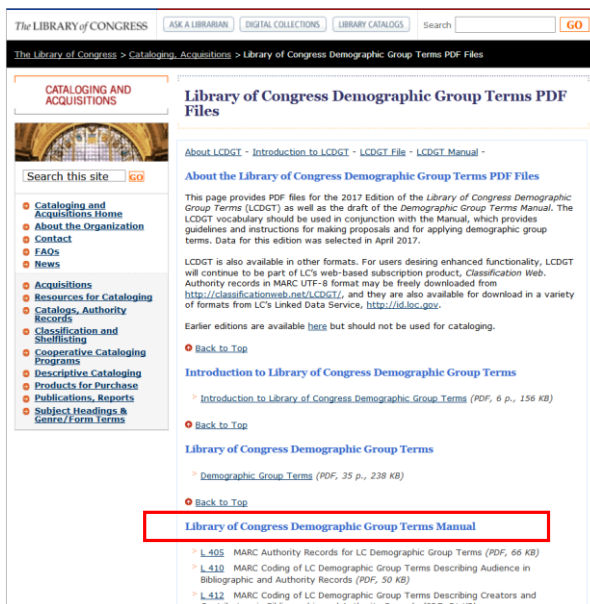 The LIBRARY of CONGRESS
ASK A LIBRARIAN
DIGITAL COLLECTIONS
LIBRARY CATALOGS
Search
GO
The Library of Congress > Cataloging, Acquisitions > Library of Congress Demographic Group Terms PDF Files
CATALOGING AND
ACQUISITIONS
Search this site
GO
Cataloging and
Acquisitions Home
About the Organization
Contact
FAQs
News
Acquisitions
Resources for Cataloging
Catalogs, Authority
Records
Classification and
Shelflisting
Cooperative Cataloging
Programs
Descriptive Cataloging
Products for Purchase
Publications, Reports
Subject Headings &
Genre/Form Terms
Library of Congress Demographic Group Terms PDF
Files
About LCDGT - Introduction to LCDGT - LCDGT File - LCDGT Manual -
About the Library of Congress Demographic Group Terms PDF Files
This page provides PDF files for the 2017 Edition of the Library of Congress Demographic
Group Terms (LCDGT) as well as the draft of the Demographic Group Terms Manual. The
LCDGT vocabulary should be used in conjunction with the Manual, which provides
guidelines and instructions for making proposals and for applying demographic group
terms. Data for this edition was selected in April 2017.
LCDGT is also available in other formats. For users desiring enhanced functionality, LCDGT
will continue to be part of LC's web-based subscription product, Classification Web.
Authority records in MARC UTF-8 format may be freely downloaded from
http://classificationweb.net/LCDGT/, and they are also available for download in a variety
of formats from LC's Linked Data Service, http://id.loc.gov.
Earlier editions are available here but should not be used for cataloging.
Back to Top
Introduction to Library of Congress Demographic Group Terms
Introduction to Library of Congress Demographic Group Terms (PDF, 6 p., 156 KB)
Back to Top
Library of Congress Demographic Group Terms
Demographic Group Terms (PDF, 35 p., 238 KB)
Back to Top
Library of Congress Demographic Group Terms Manual
L 405 MARC Authority Records for LC Demographic Group Terms (PDF, 66 KB)
L 410 MARC Coding of LC Demographic Group Terms Describing Audience in
Bibliographic and Authority Records (PDF, 50 KB)
L 412 MARC Coding of LC Demographic Group Terms Describing Creators and